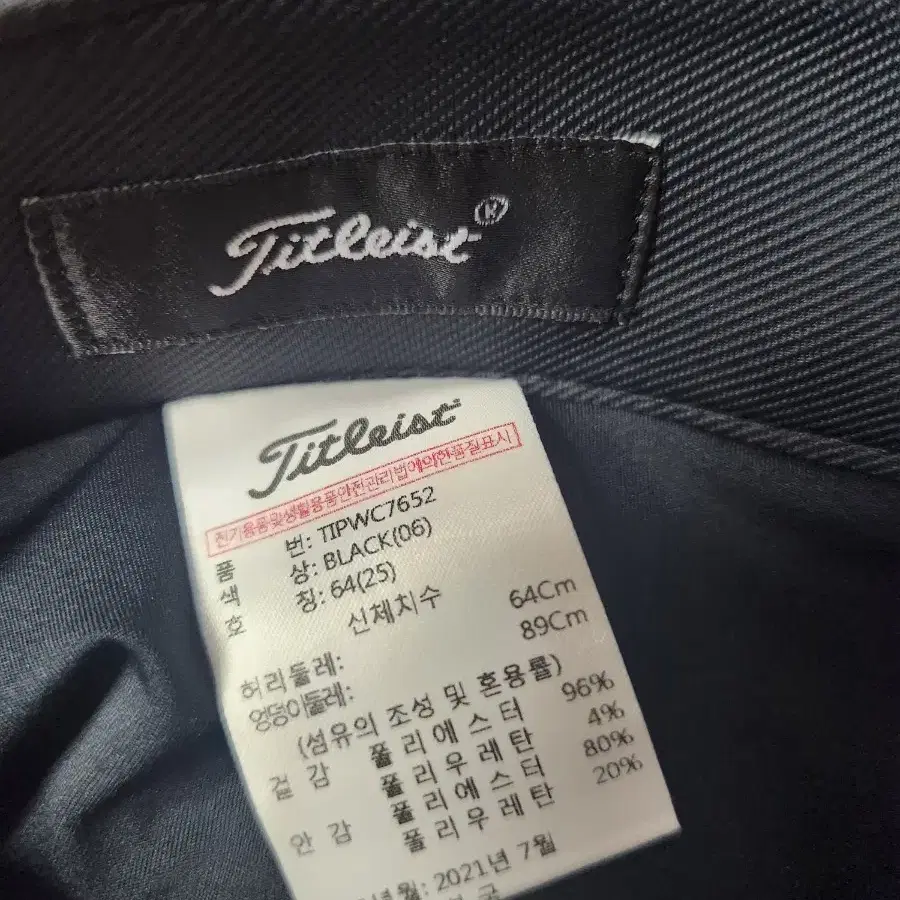 Titleist®
Titleist
전기용품및생활용품안전관리법에의한품질표시
품 번: TIPWC7652
색 상: BLACK(06)
호 칭: 64(25)
신체치수
허리둘레: 64Cm
엉덩이둘레: 89Cm
(섬유의 조성 및 혼용률)
겉 감 폴리에스터 96%
폴리우레탄 4%
안 감 폴리에스터 80%
폴리우레탄 20%
년월: 2021년 7월